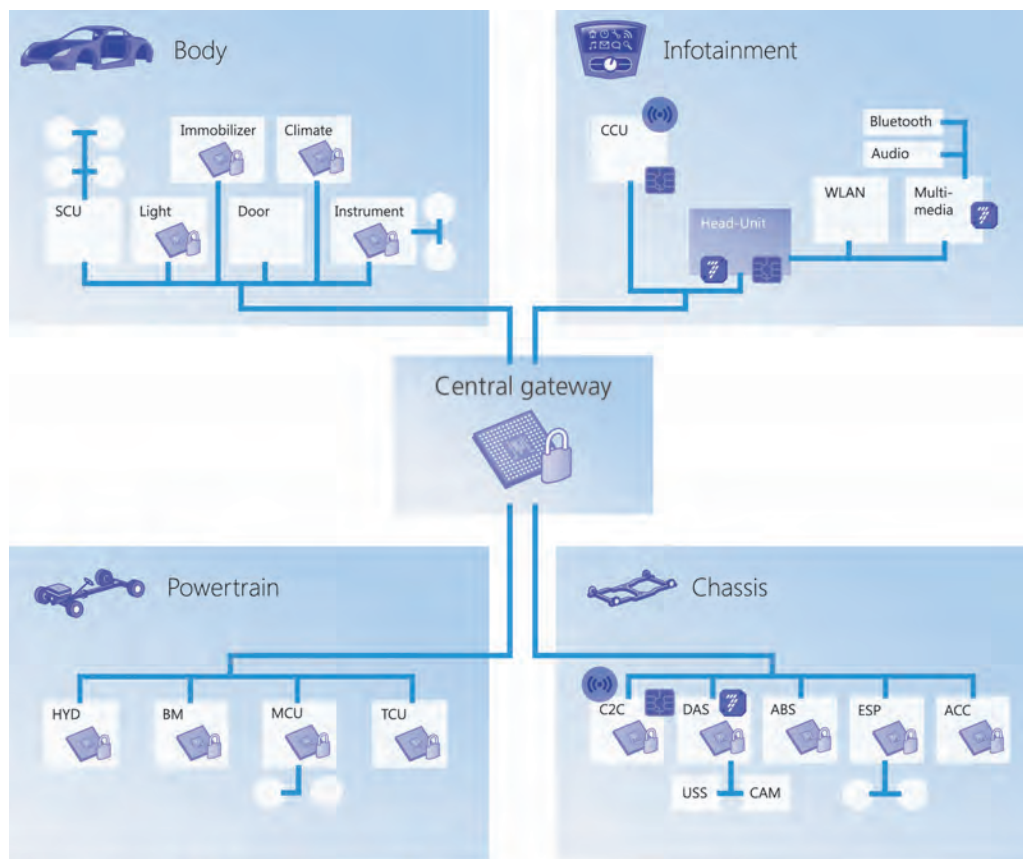 Body
Immobilizer
Climate
SCU
Light
Door
Instrument
Infotainment
CCU
Bluetooth
Audio
WLAN
Multi-
media
Head-Unit
Central gateway
Powertrain
HYD
BM
MCU
TCU
Chassis
C2C
DAS
ABS
ESP
ACC
USS
CAM